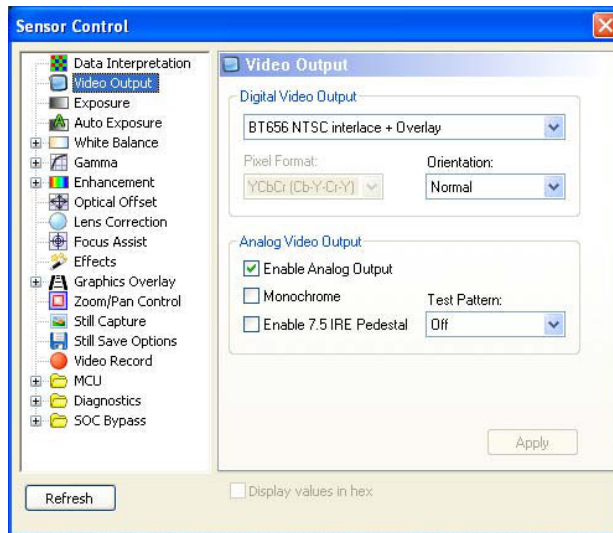 Sensor Control
Data Interpretation
Video Output
Exposure
Auto Exposure
White Balance
Gamma
Enhancement
Optical Offset
Lens Correction
Focus Assist
Effects
Graphics Overlay
Zoom/Pan Control
Still Capture
Still Save Options
Video Record
MCU
Diagnostics
SOC Bypass
Refresh
Video Output
Digital Video Output
BT656 NTSC interlace + Overlay
Pixel Format:
YCbCr (Cb-Y-Cr-Y)
Orientation:
Normal
Analog Video Output
Enable Analog Output
Monochrome
Enable 7.5 IRE Pedestal
Test Pattern:
Off
Apply
Display values in hex